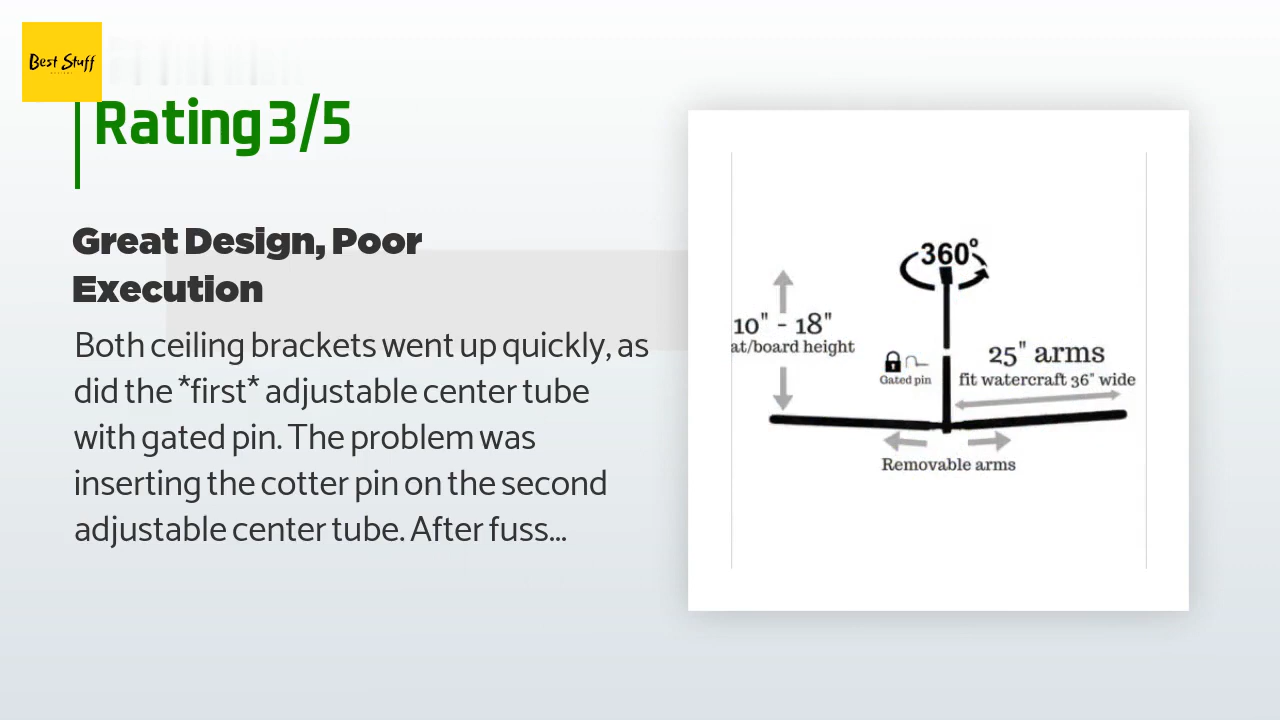 Best Stuff
Rating 3/5
Great Design, Poor
Execution
Both ceiling brackets went up quickly, as
did the *first* adjustable center tube
with gated pin. The problem was
inserting the cotter pin on the second
adjustable center tube. After fuss...
360°
10" - 18"
at/board height
Gated pin
25" arms
fit watercraft 36" wide
Removable arms